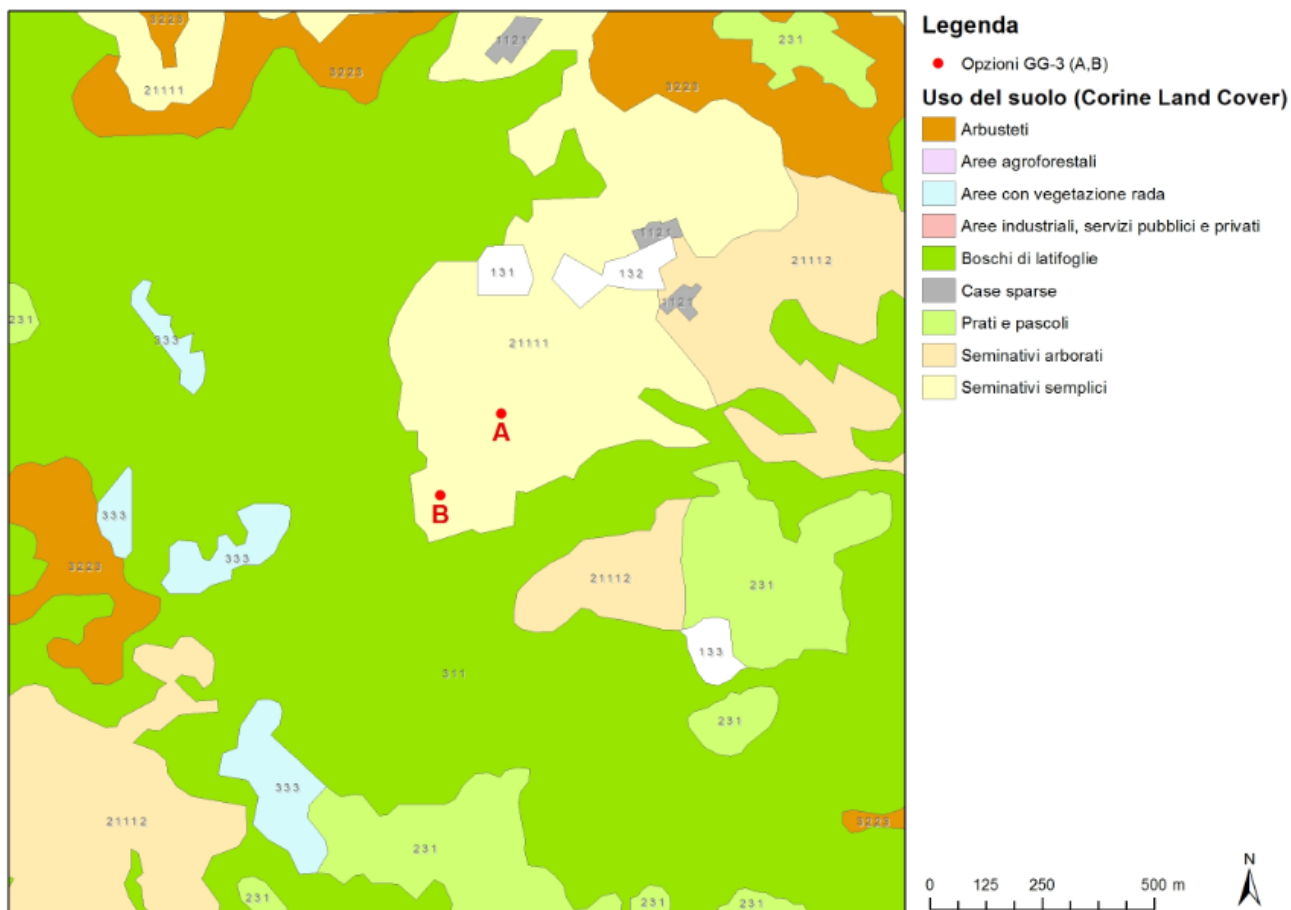 3223
1121
231
3223
21111
3223
1121
21112
131
132
1121
231
333
21111
A
B
333
333
3223
21112
231
133
311
231
333
21112
3223
231
231
231
231
Legenda
Opzioni GG-3 (A,B)
Uso del suolo (Corine Land Cover)
Arbusteti
Aree agroforestali
Aree con vegetazione rada
Aree industriali, servizi pubblici e privati
Boschi di latifoglie
Case sparse
Prati e pascoli
Seminativi arborati
Seminativi semplici
N
0 125 250 500 m